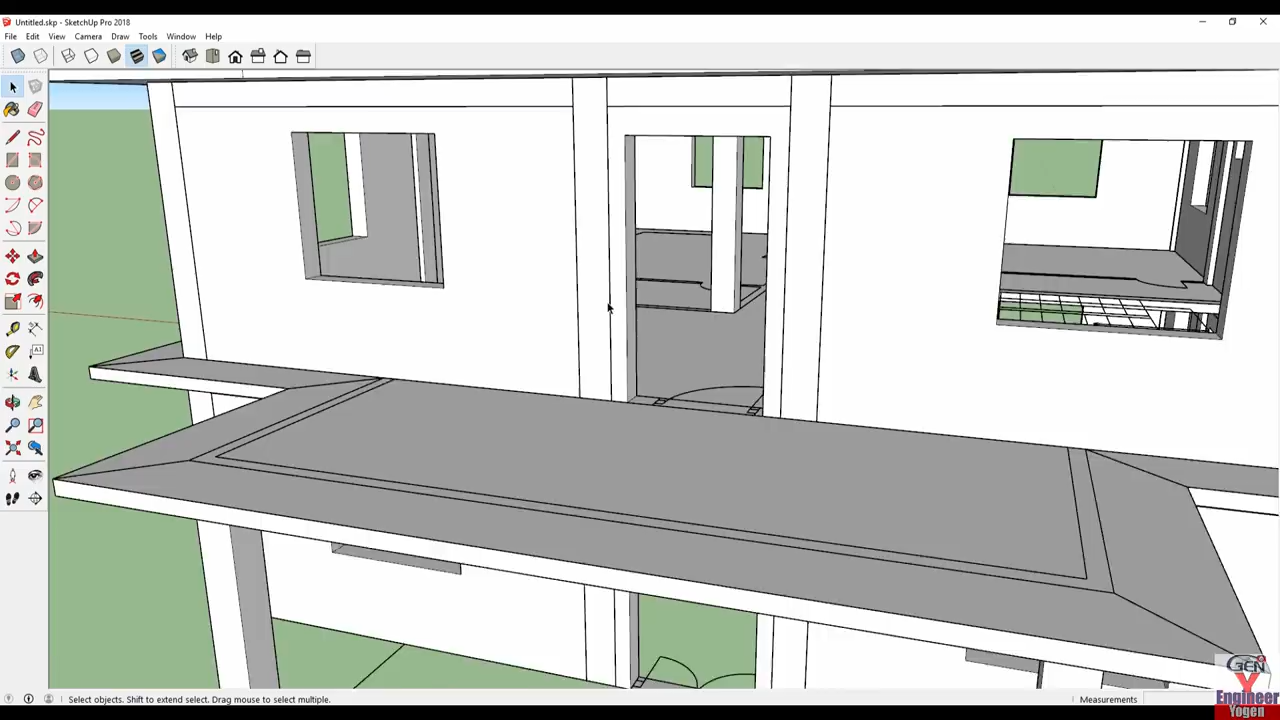 Untitled.skp - SketchUp Pro 2018
File Edit View Camera Draw Tools Window Help
Select objects. Shift to extend select. Drag mouse to select multiple.
Measurements
GEN
Y
Engineer
Yogen